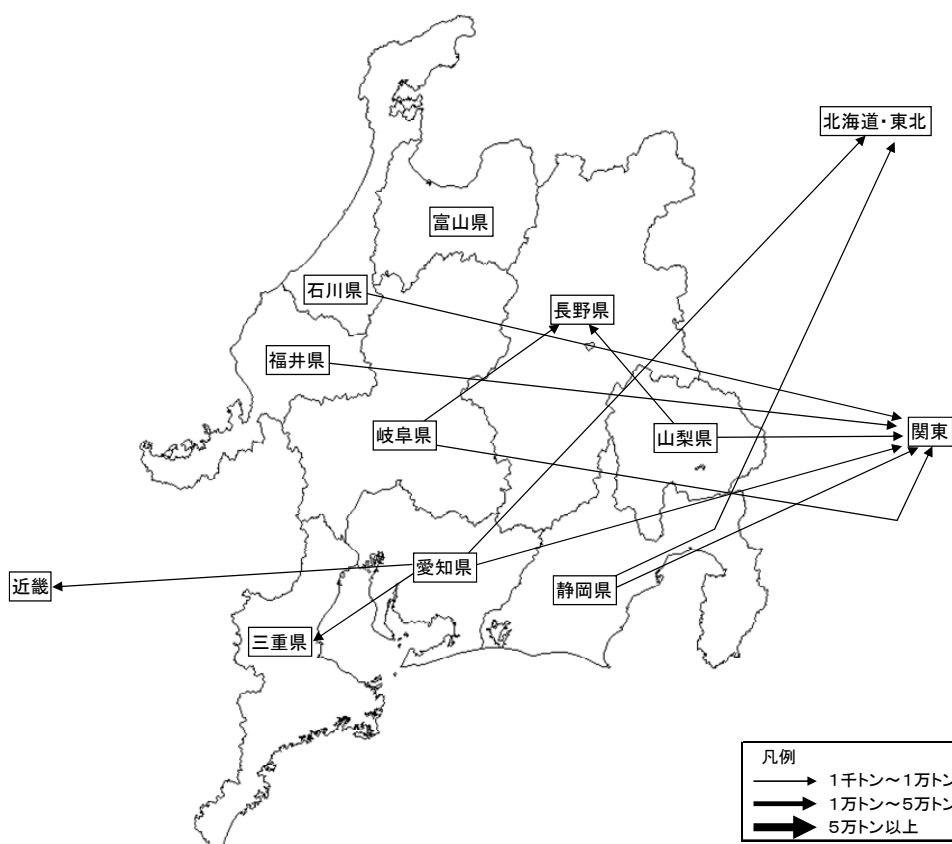 北海道・東北
富山県
石川県
長野県
福井県
岐阜県
山梨県
関東
愛知県
近畿
静岡県
三重県
凡例
１千トン～１万トン
１万トン～５万トン
５万トン以上